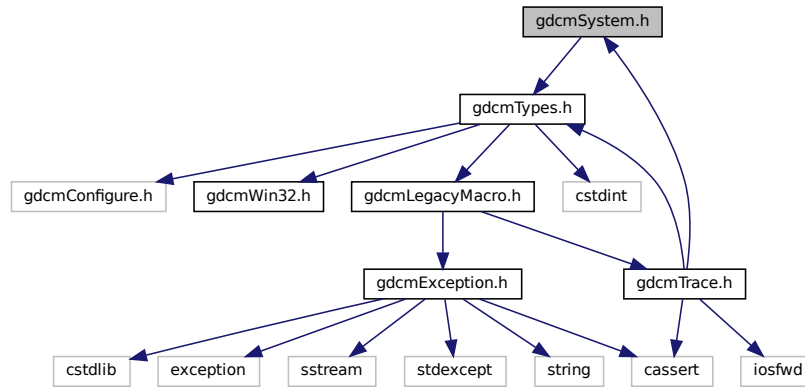 gdcmSystem.h
gdcmTypes.h
gdcmConfigure.h
gdcmWin32.h
gdcmLegacyMacro.h
cstdint
gdcmException.h
gdcmTrace.h
cstdlib
exception
sstream
stdexcept
string
cassert
iosfwd